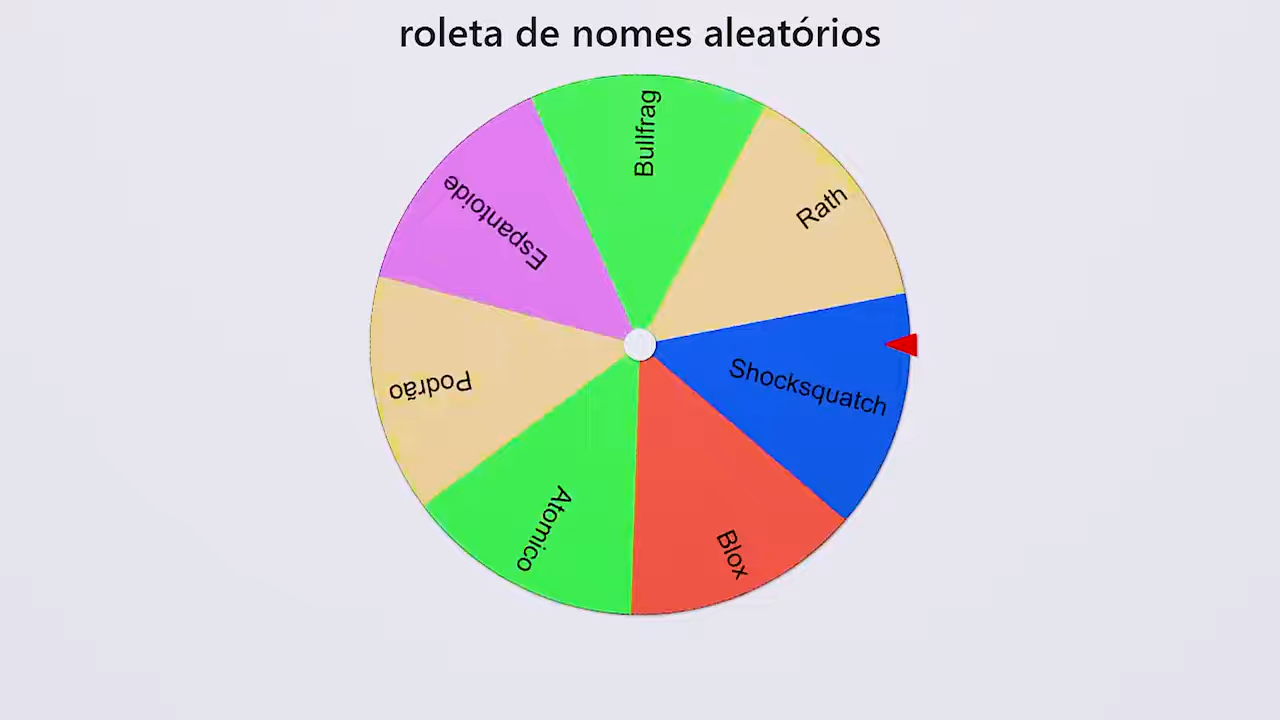 roleta de nomes aleatórios
Bullfrag
Rath
Shocksquatch
Blox
Atomico
Podrão
Espantoide